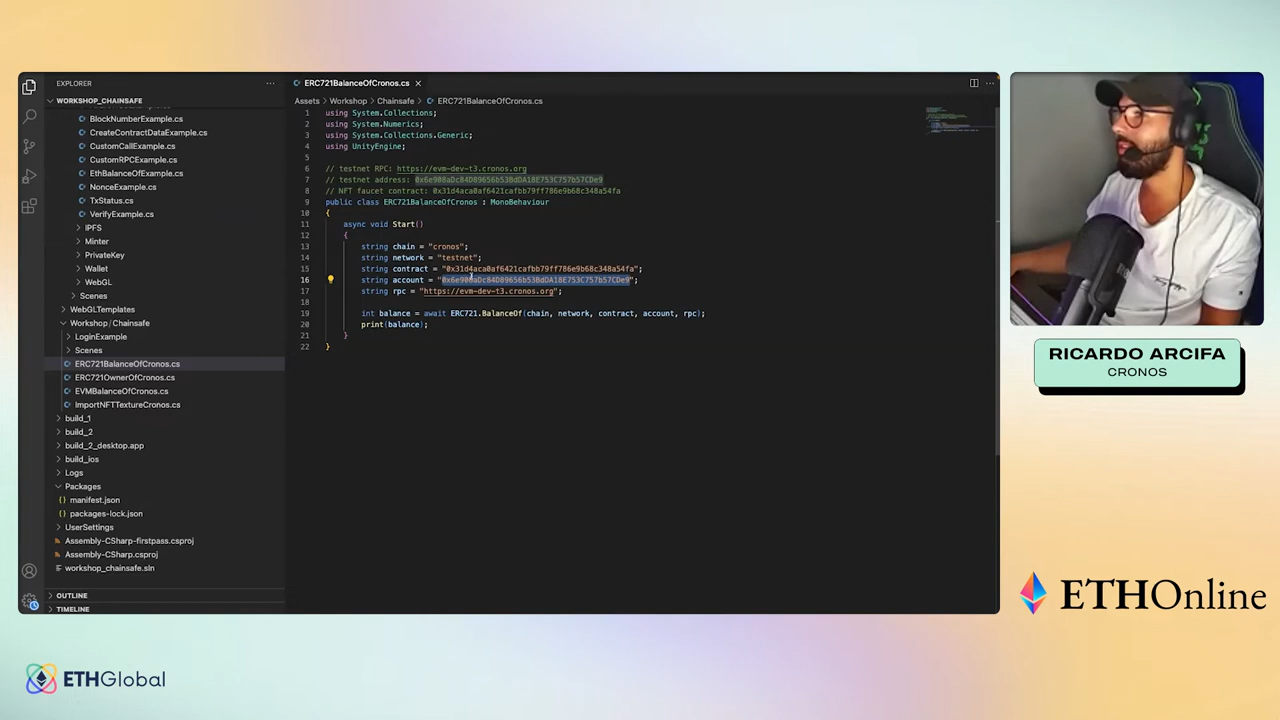 EXPLORER
WORKSHOP_CHAINSAFE
BlockNumberExample.cs
CreateContractDataExample.cs
CustomCallExample.cs
CustomRPCExample.cs
EthBalanceOfExample.cs
NonceExample.cs
TxStatus.cs
VerifyExample.cs
IPFS
Minter
PrivateKey
Wallet
WebGL
Scenes
WebGLTemplates
Workshop / Chainsafe
LoginExample
Scenes
ERC721BalanceOfCronos.cs
ERC721OwnerOfCronos.cs
EVMBalanceOfCronos.cs
ImportNFTTextureCronos.cs
build_1
build_2
build_2_desktop.app
build_ios
Logs
Packages
manifest.json
packages-lock.json
UserSettings
Assembly-CSharp-firstpass.csproj
Assembly-CSharp.csproj
workshop_chainsafe.sln
OUTLINE
TIMELINE
ERC721BalanceOfCronos.cs
Assets > Workshop > Chainsafe > ERC721BalanceOfCronos.cs
1 using System.Collections;
2 using System.Numerics;
3 using System.Collections.Generic;
4 using UnityEngine;
5
6 // testnet RPC: https://evm-dev-t3.cronos.org
7 // testnet address:
8 // NFT faucet contract: 0x31d4aca0af6421cafbb79ff786e9b68c348a54fa
9 public class ERC721BalanceOfCronos : MonoBehaviour
10 {
11 async void Start()
12 {
13 string chain = "cronos";
14 string network = "testnet";
15 string contract = "0x31d4aca0af6421cafbb79ff786e9b68c348a54fa";
16 string account =
17 string rpc = "https://evm-dev-t3.cronos.org";
18
19 int balance = await ERC721.BalanceOf(chain, network, contract, account, rpc);
20 print(balance);
21 }
22 }
RICARDO ARCIFA
CRONOS
ETHOnline
ETHGlobal